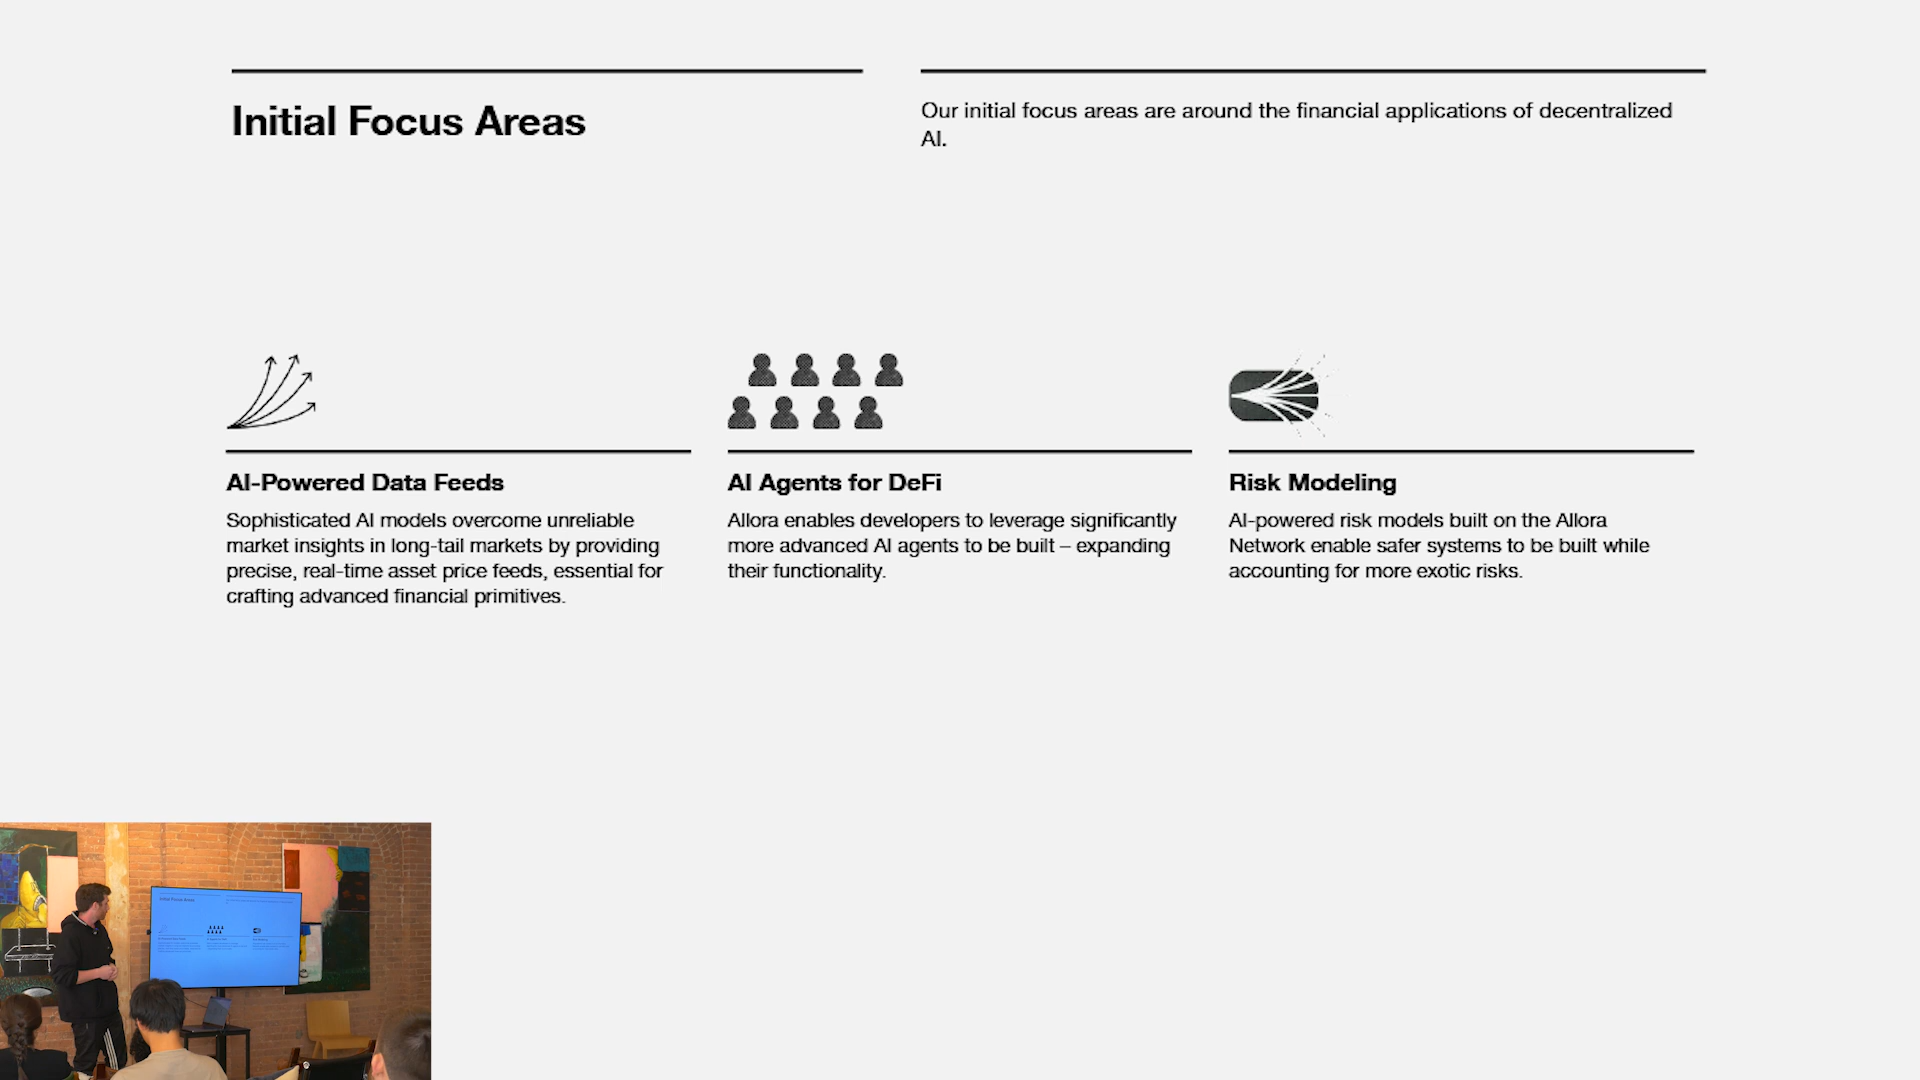 Initial Focus Areas
Our initial focus areas are around the financial applications of decentralized
AI.
AI-Powered Data Feeds
Sophisticated AI models overcome unreliable
market insights in long-tail markets by providing
precise, real-time asset price feeds, essential for
crafting advanced financial primitives.
AI Agents for DeFi
Allora enables developers to leverage significantly
more advanced AI agents to be built – expanding
their functionality.
Risk Modeling
AI-powered risk models built on the Allora
Network enable safer systems to be built while
accounting for more exotic risks.
Initial Focus Areas